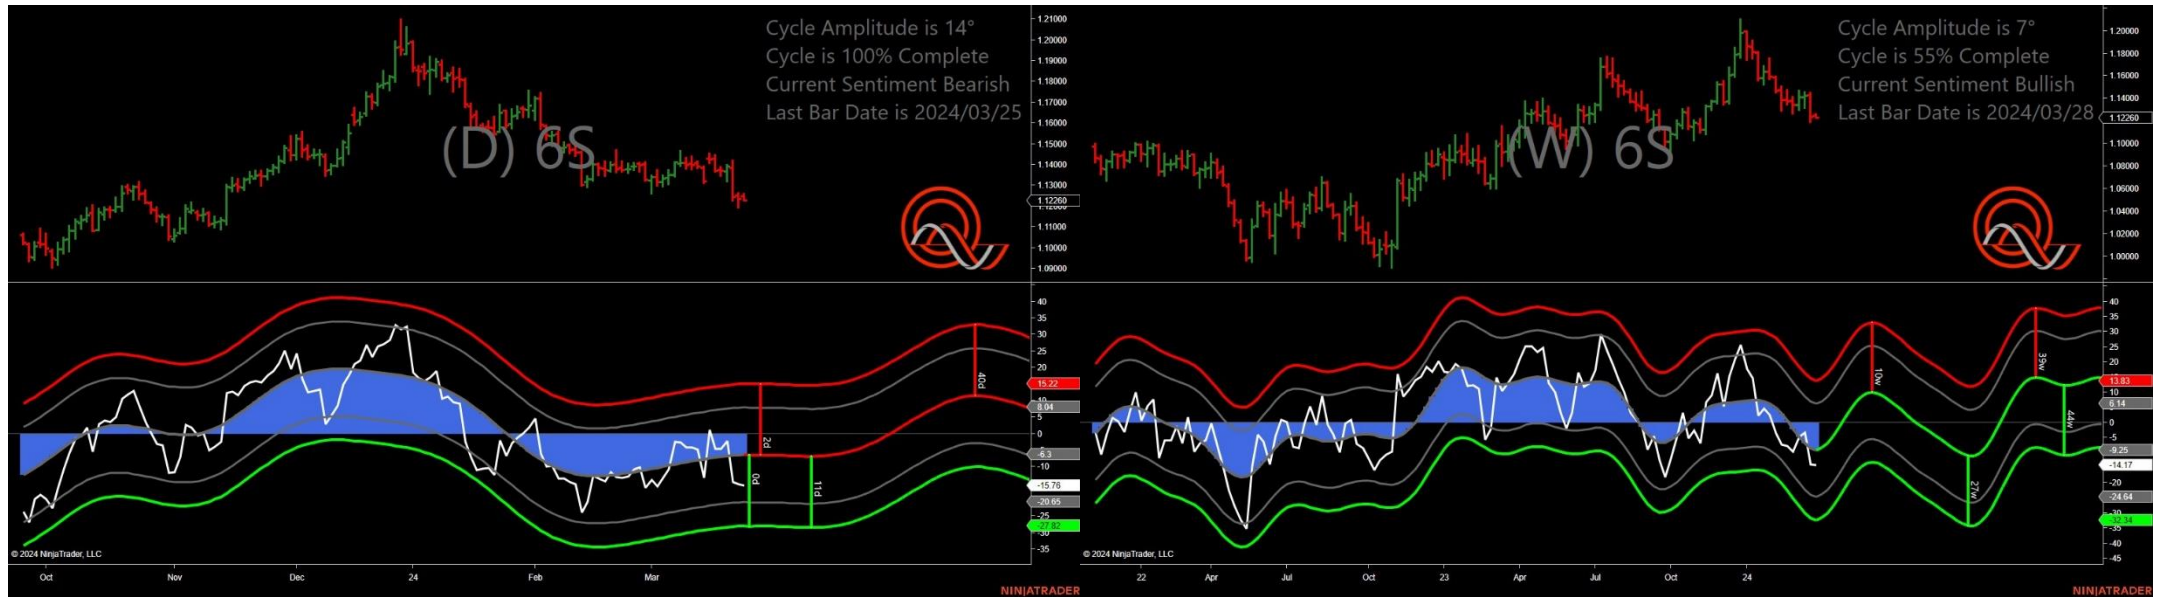 Cycle Amplitude is 14°
Cycle is 100% Complete
Current Sentiment Bearish
Last Bar Date is 2024/03/25
(D) 6S
1.21000
1.20000
1.19000
1.18000
1.17000
1.16000
1.15000
1.14000
1.13000
1.12260
1.10000
1.09000
40
35
30
25
20
15.22
10
8.04
5
0
-6.3
-10
-15.76
-20.65
-25
-27.82
-30
-35
2d
0d
11d
40d
© 2024 NinjaTrader, LLC
Oct
Nov
Dec
24
Feb
Mar
NINJATRADER
Cycle Amplitude is 7°
Cycle is 55% Complete
Current Sentiment Bullish
Last Bar Date is 2024/03/28
(W) 6S
1.20000
1.18000
1.16000
1.14000
1.12260
1.10000
1.08000
1.06000
1.04000
1.02000
1.00000
40
35
30
25
20
13.83
10
6.14
0
-5
-9.25
-14.17
-20
-24.64
-30
-32.34
-35
-40
-45
10w
27w
39w
44w
© 2024 NinjaTrader, LLC
22
Apr
Jul
Oct
23
Apr
Jul
Oct
24
NINJATRADER